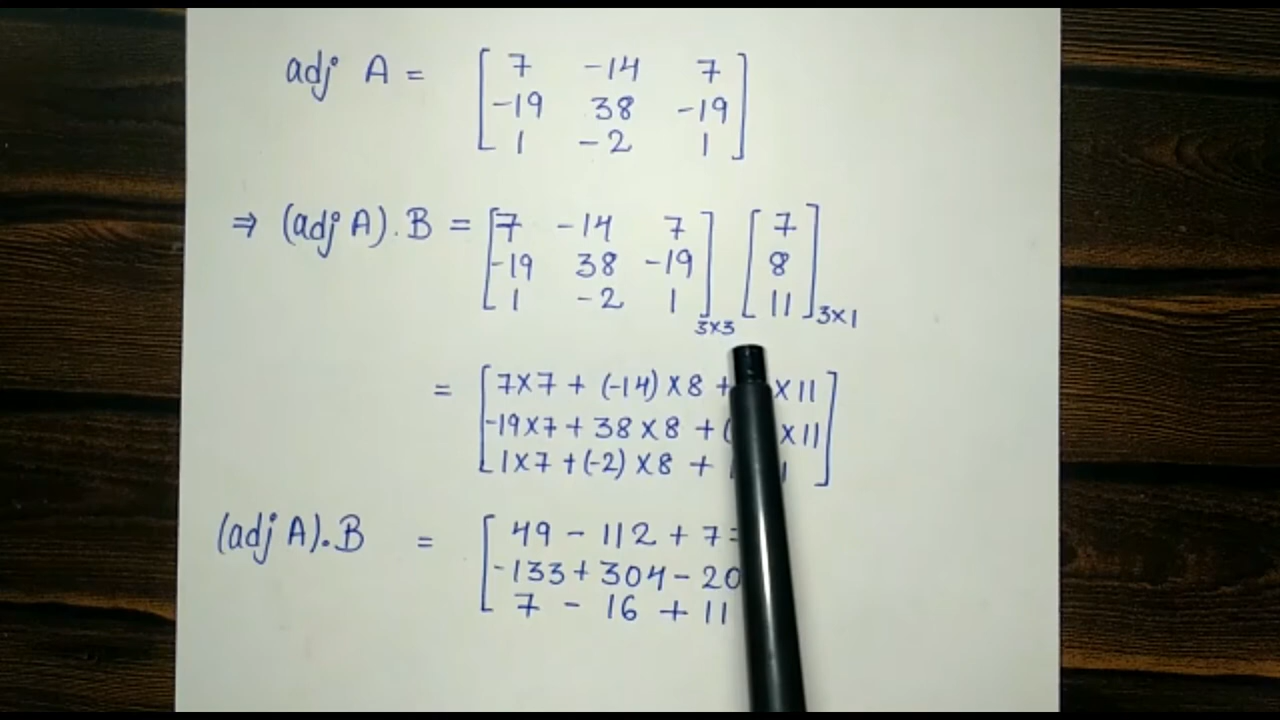 adj A = [ 7 -14 7
-19 38 -19
1 -2 1 ]
⇒ (adj A). B = [ 7 -14 7 ] [ 7 ]
-19 38 -19 8
1 -2 1 11
3×3 3×1
= [ 7×7 + (-14)×8 + ×11 ]
-19×7 + 38×8 + ( ×11
1×7 + (-2)×8 +
(adj A).B = [ 49 - 112 + 7
-133 + 304 - 20
7 - 16 + 11